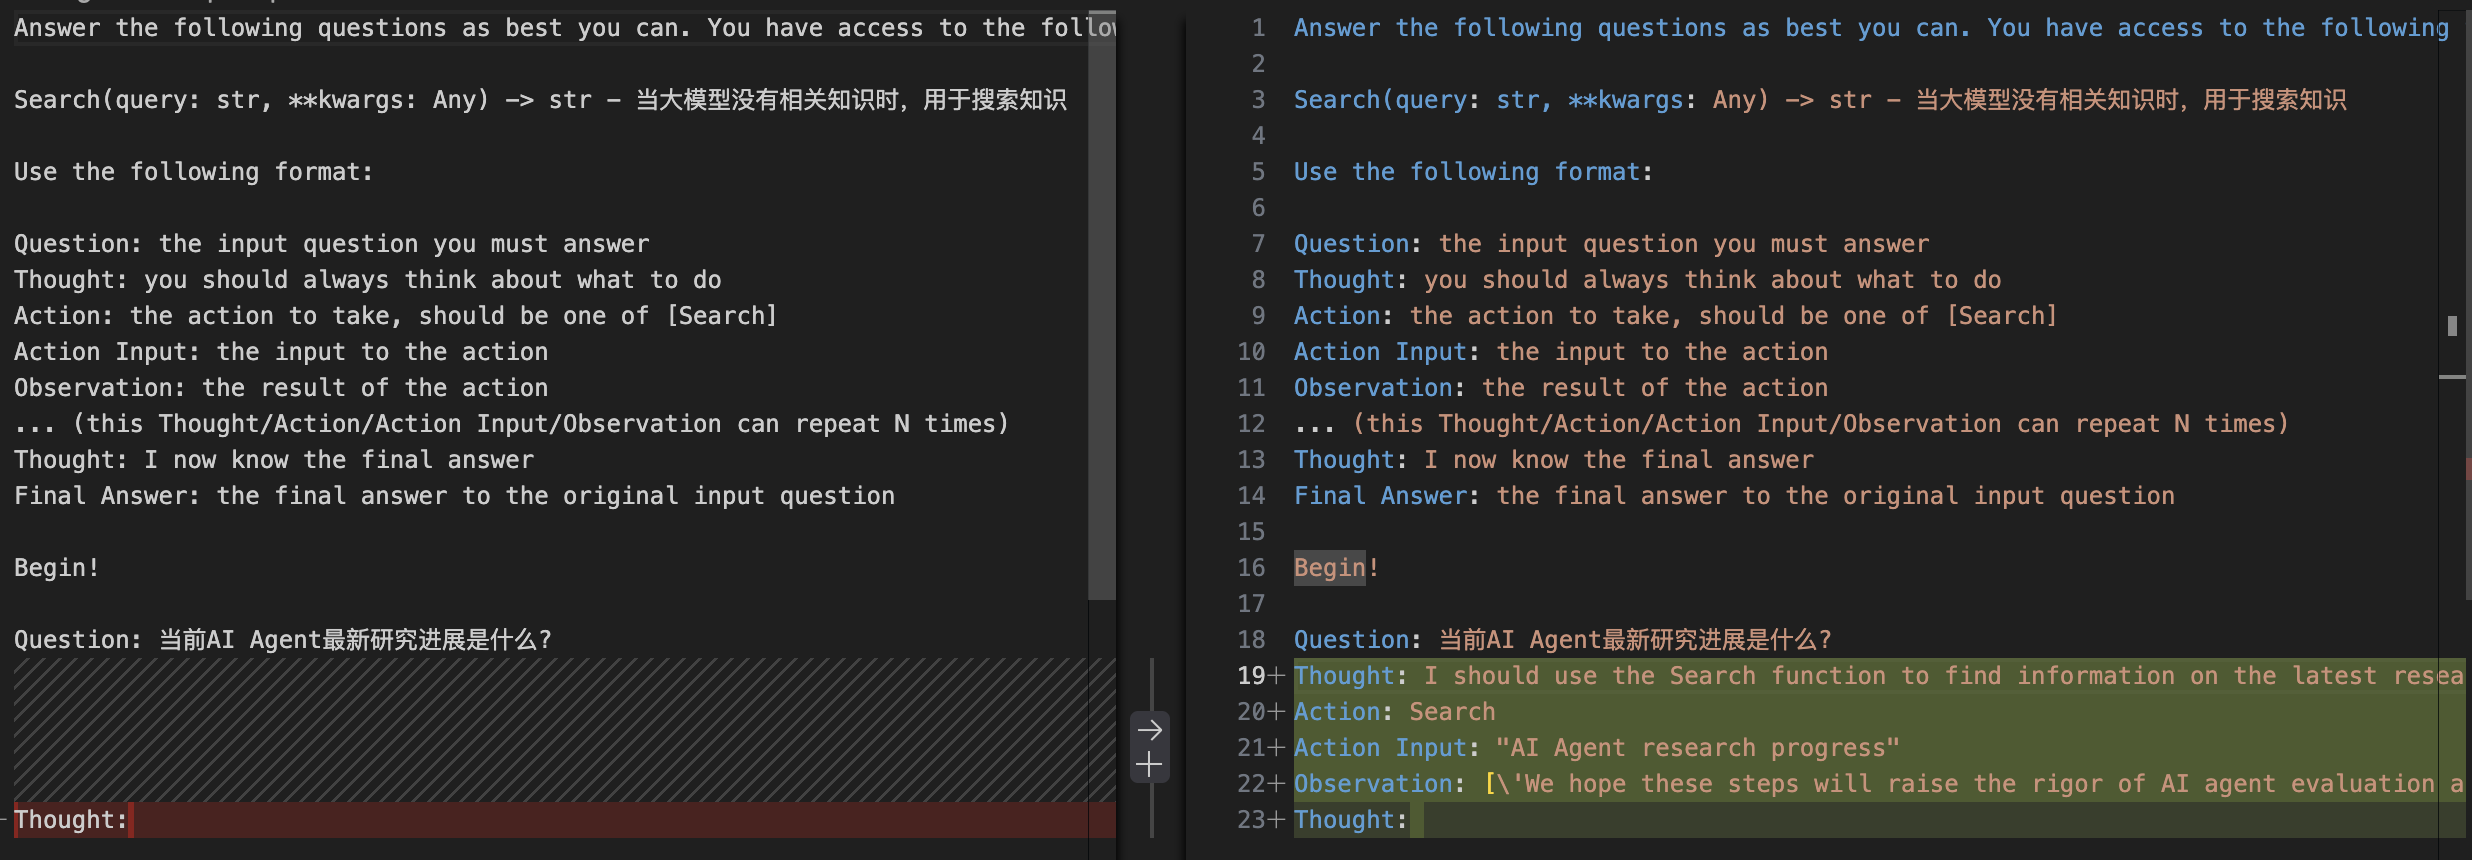 Answer the following questions as best you can. You have access to the follow
Search(query: str, **kwargs: Any) -> str - 当大模型没有相关知识时，用于搜索知识
Use the following format:
Question: the input question you must answer
Thought: you should always think about what to do
Action: the action to take, should be one of [Search]
Action Input: the input to the action
Observation: the result of the action
... (this Thought/Action/Action Input/Observation can repeat N times)
Thought: I now know the final answer
Final Answer: the final answer to the original input question
Begin!
Question: 当前AI Agent最新研究进展是什么?
Thought:
1 Answer the following questions as best you can. You have access to the following
2
3 Search(query: str, **kwargs: Any) -> str - 当大模型没有相关知识时，用于搜索知识
4
5 Use the following format:
6
7 Question: the input question you must answer
8 Thought: you should always think about what to do
9 Action: the action to take, should be one of [Search]
10 Action Input: the input to the action
11 Observation: the result of the action
12 ... (this Thought/Action/Action Input/Observation can repeat N times)
13 Thought: I now know the final answer
14 Final Answer: the final answer to the original input question
15
16 Begin!
17
18 Question: 当前AI Agent最新研究进展是什么?
19+ Thought: I should use the Search function to find information on the latest resea
20+ Action: Search
21+ Action Input: "AI Agent research progress"
22+ Observation: [\'We hope these steps will raise the rigor of AI agent evaluation a
23+ Thought: